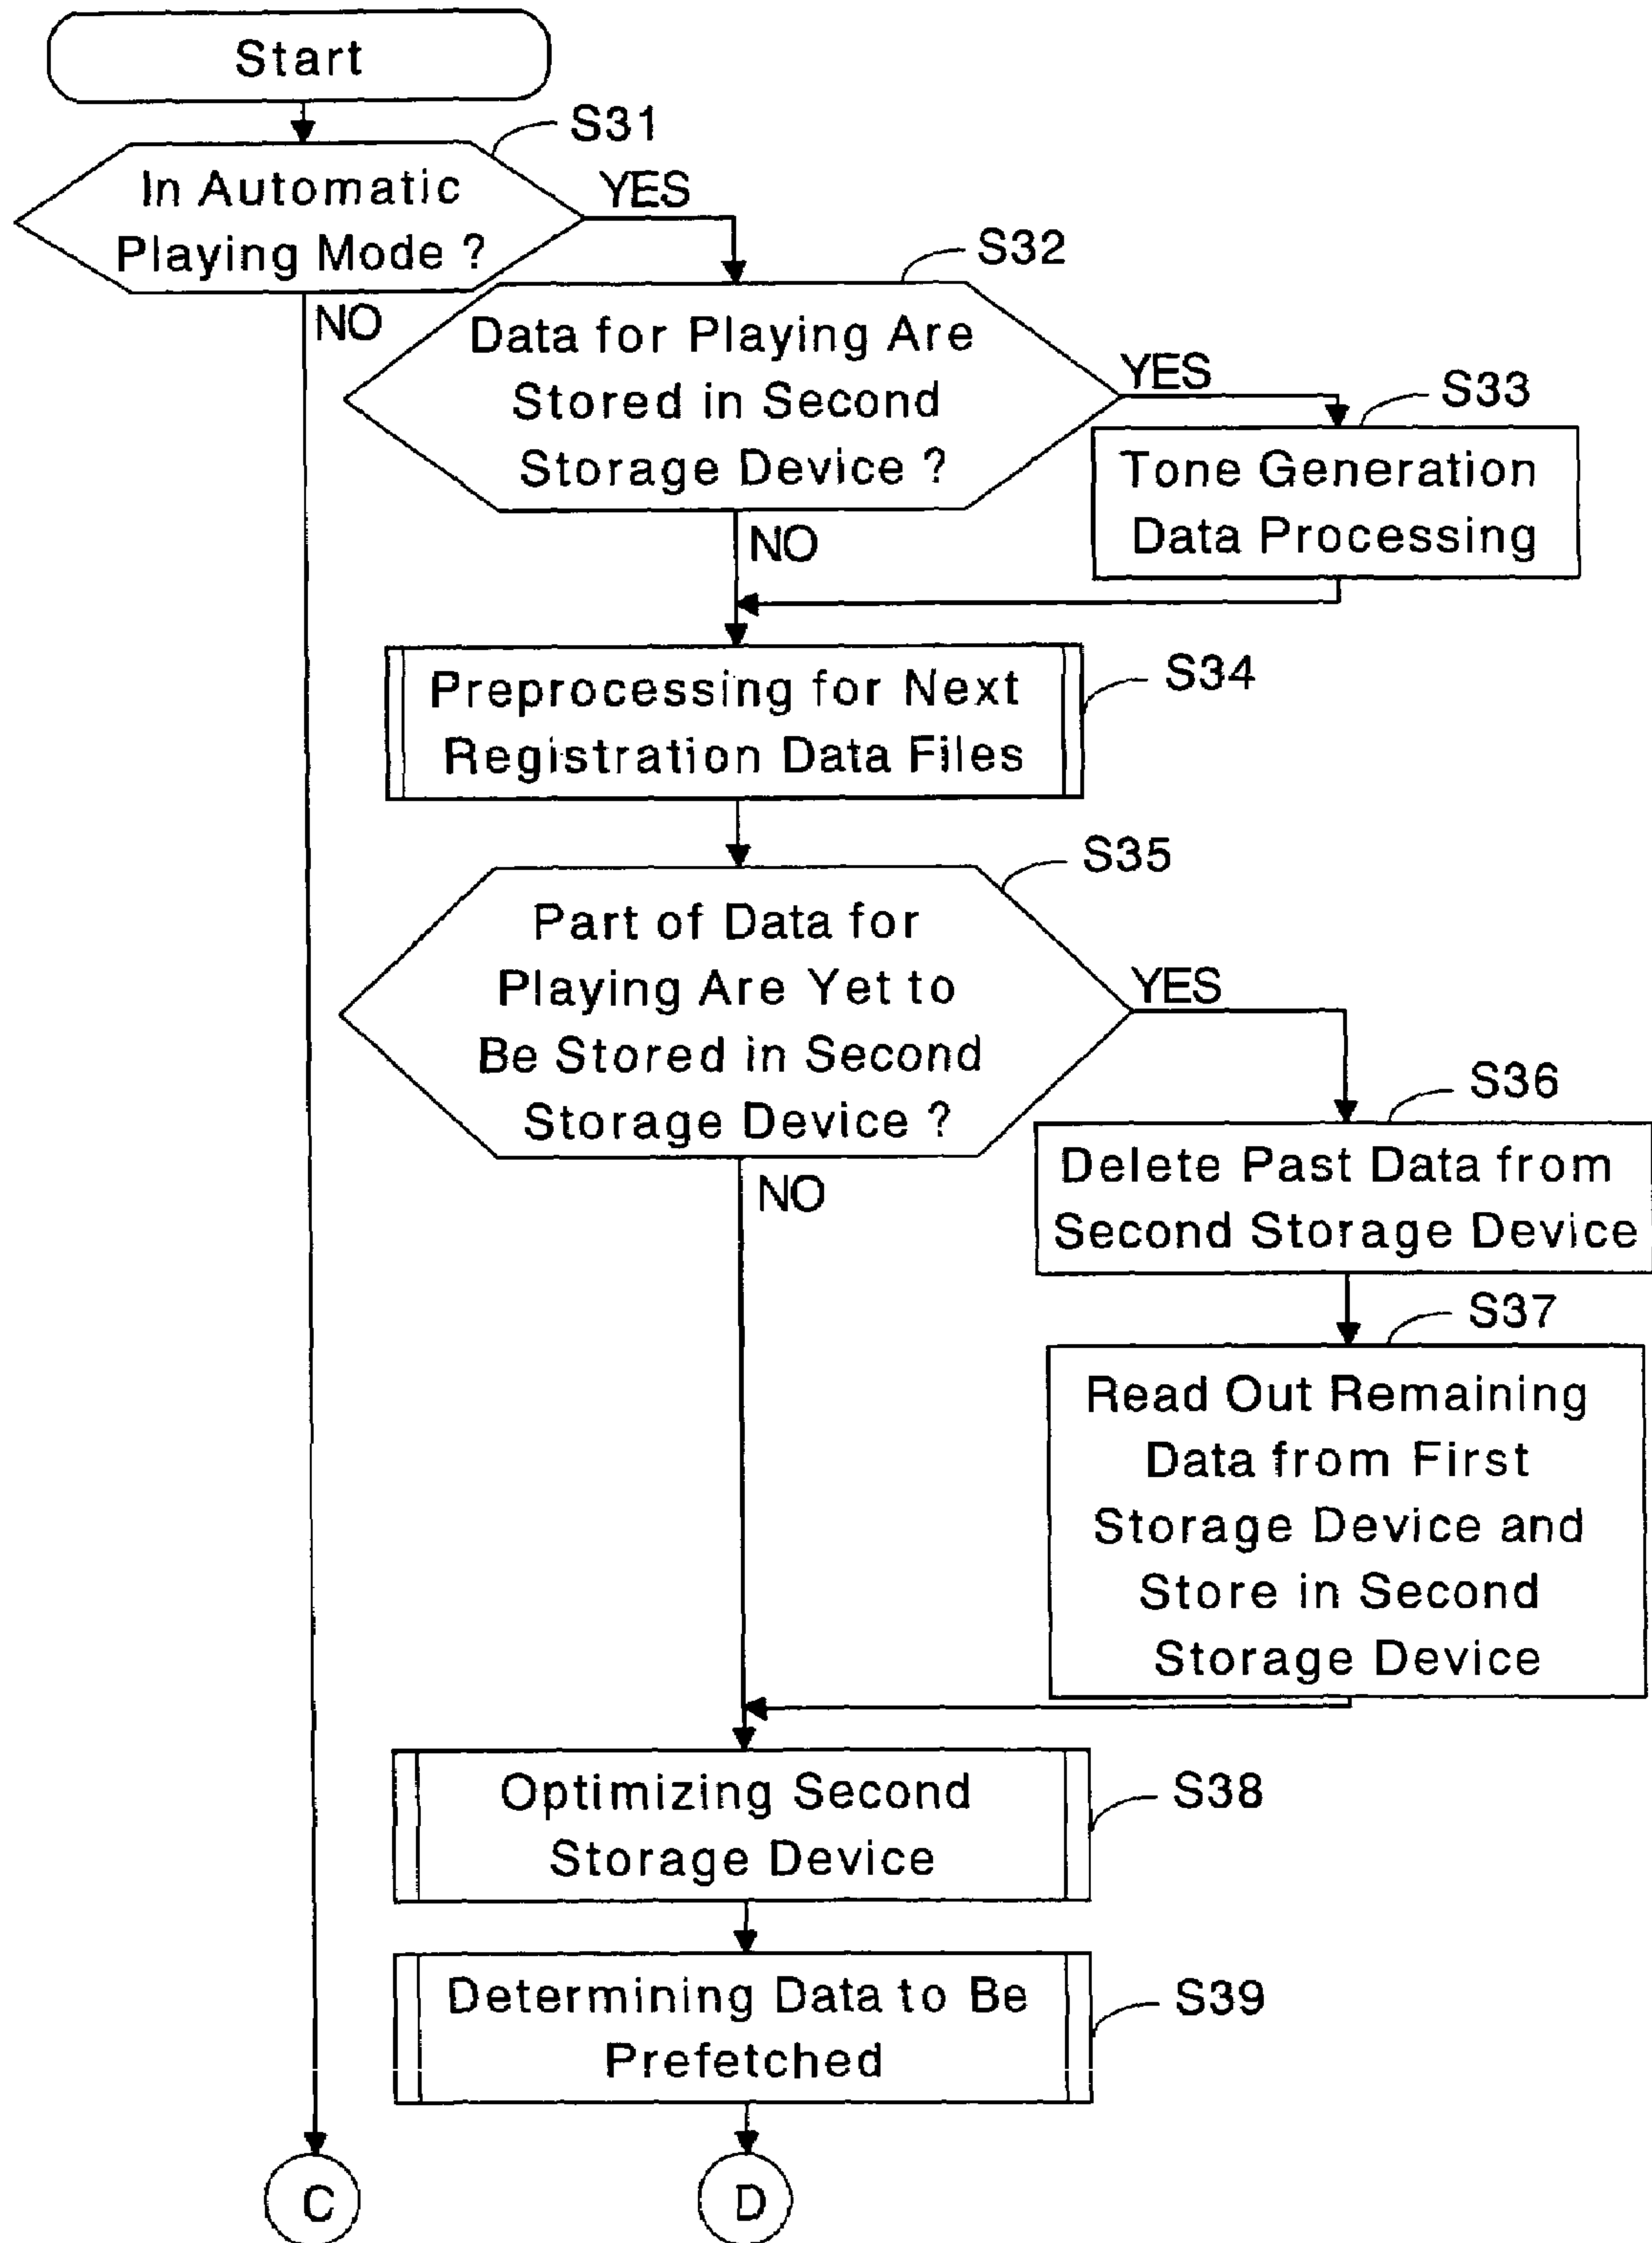 Start
S31
In Automatic
Playing Mode ?
YES
NO
S32
Data for Playing Are
Stored in Second
Storage Device ?
YES
NO
S33
Tone Generation
Data Processing
Preprocessing for Next
Registration Data Files
S34
S35
Part of Data for
Playing Are Yet to
Be Stored in Second
Storage Device ?
YES
NO
S36
Delete Past Data from
Second Storage Device
S37
Read Out Remaining
Data from First
Storage Device and
Store in Second
Storage Device
Optimizing Second
Storage Device
S38
Determining Data to Be
Prefetched
S39
C
D